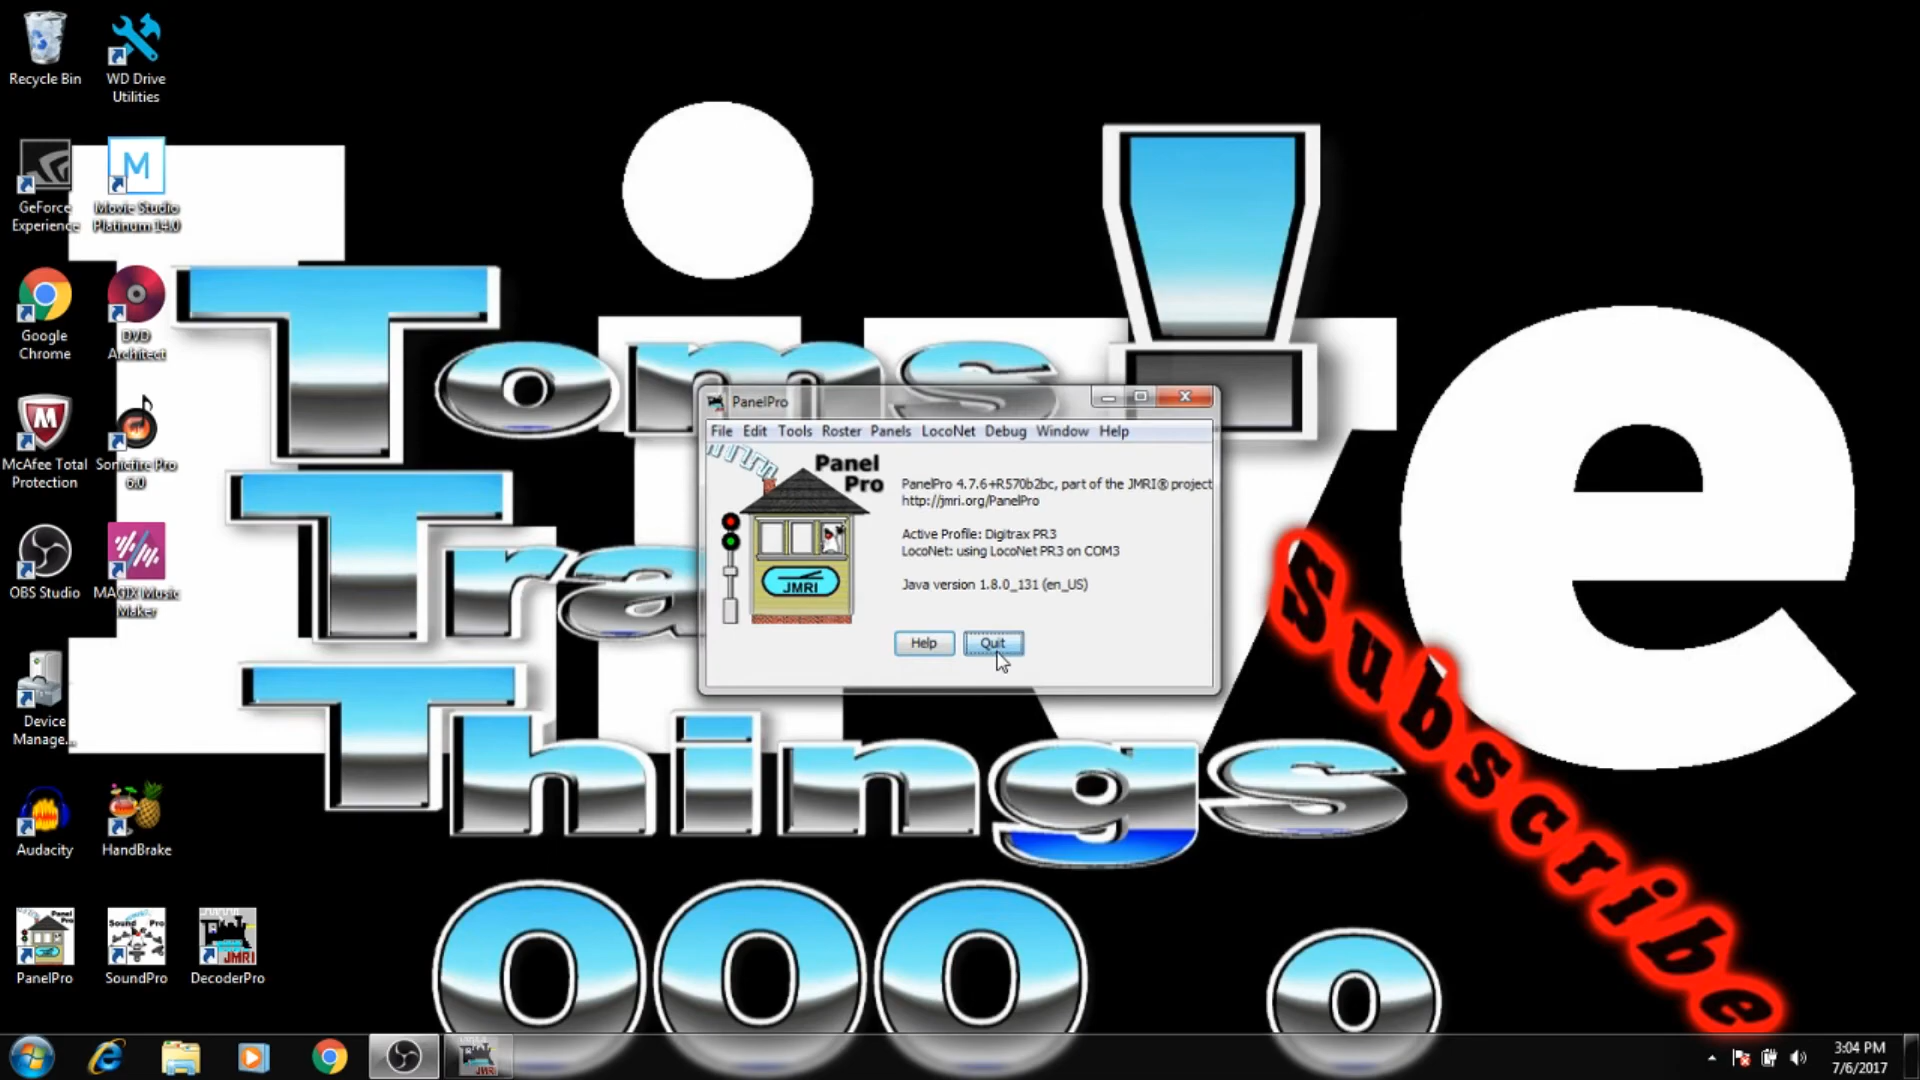 Recycle Bin
WD Drive
Utilities
GeForce
Experience
M
Movie Studio
Platinum 14.0
Google
Chrome
DVD
Architect
McAfee Total
Protection
Sonicfire Pro
6.0
OBS Studio
MAGIX Music
Maker
Device
Manage...
Audacity
HandBrake
PanelPro
SoundPro
DecoderPro
Toms
Trai
Things
!
Live
Subscribe
PanelPro
File Edit Tools Roster Panels LocoNet Debug Window Help
Panel
Pro
JMRI
PanelPro 4.7.6+R570b2bc, part of the JMRI® project
http://jmri.org/PanelPro
Active Profile: Digitrax PR3
LocoNet: using LocoNet PR3 on COM3
Java version 1.8.0_131 (en_US)
Help Quit
3:04 PM
7/6/2017